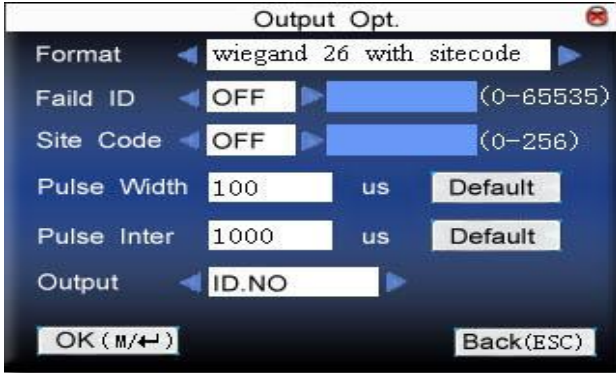 Output Opt.
Format wiegand 26 with sitecode
Faild ID OFF (0-65535)
Site Code OFF (0-256)
Pulse Width 100 us Default
Pulse Inter 1000 us Default
Output ID.NO
OK(M/↵) Back(ESC)